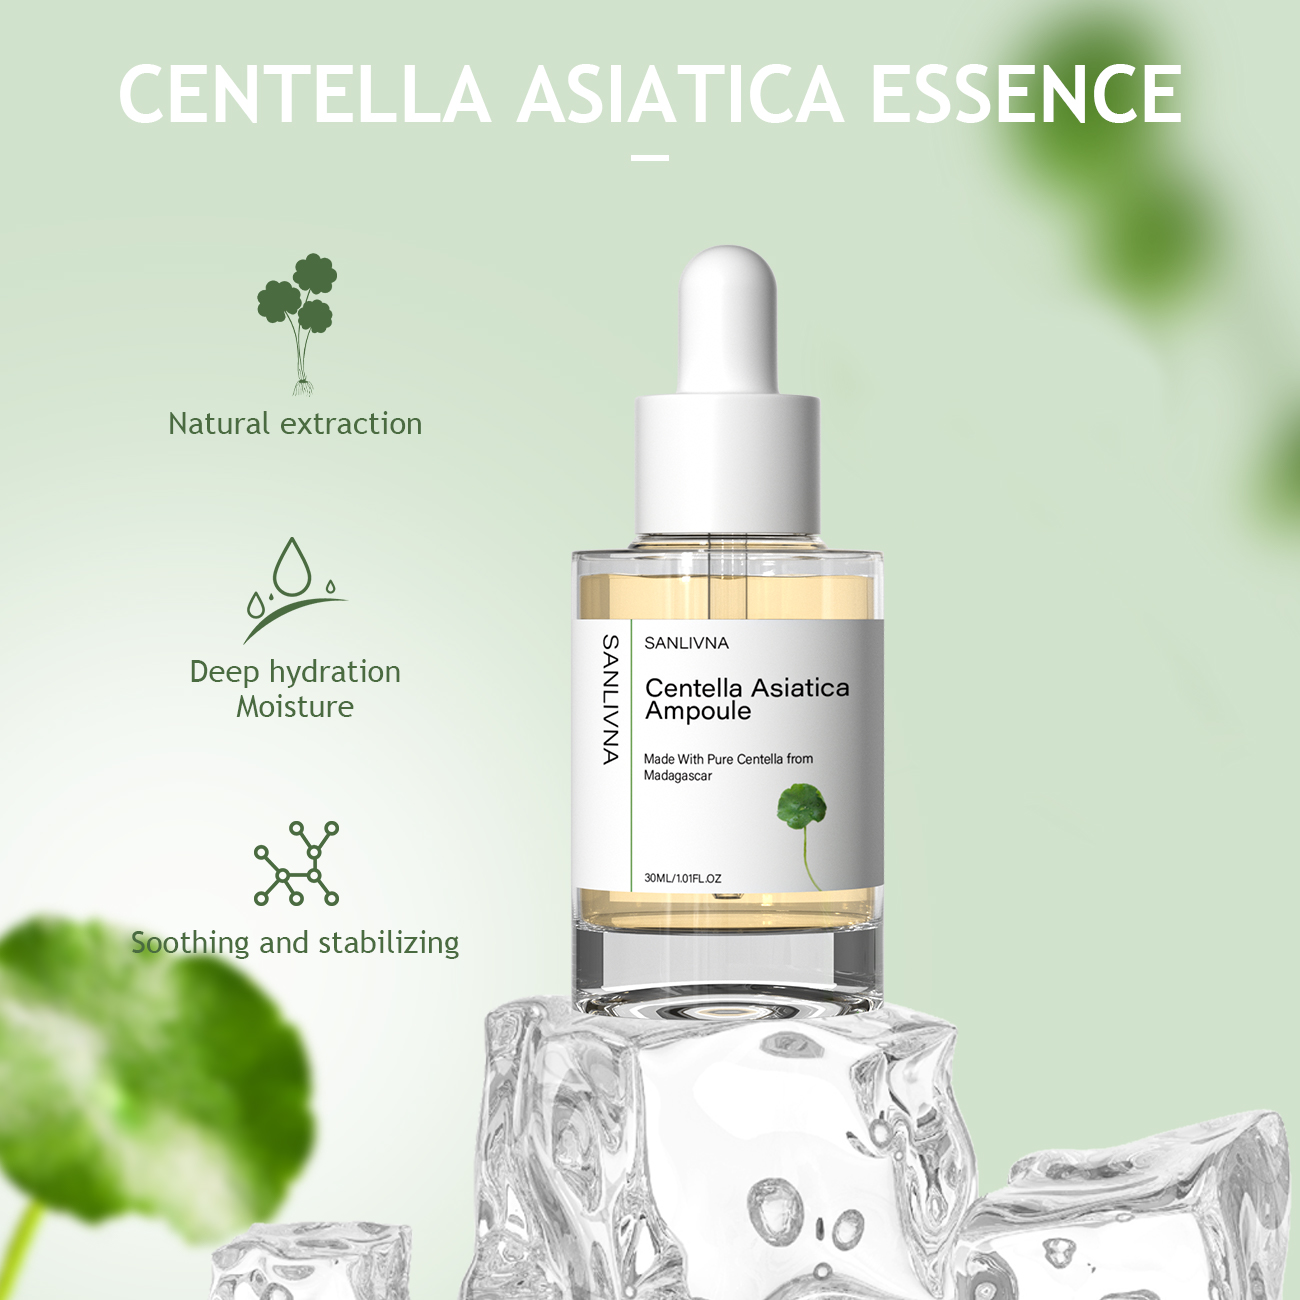 CENTELLA ASIATICA ESSENCE
Natural extraction
Deep hydration
Moisture
Soothing and stabilizing
SANLIVNA
SANLIVNA
Centella Asiatica
Ampoule
Made With Pure Centella from
Madagascar
30ML/1.01FL.OZ